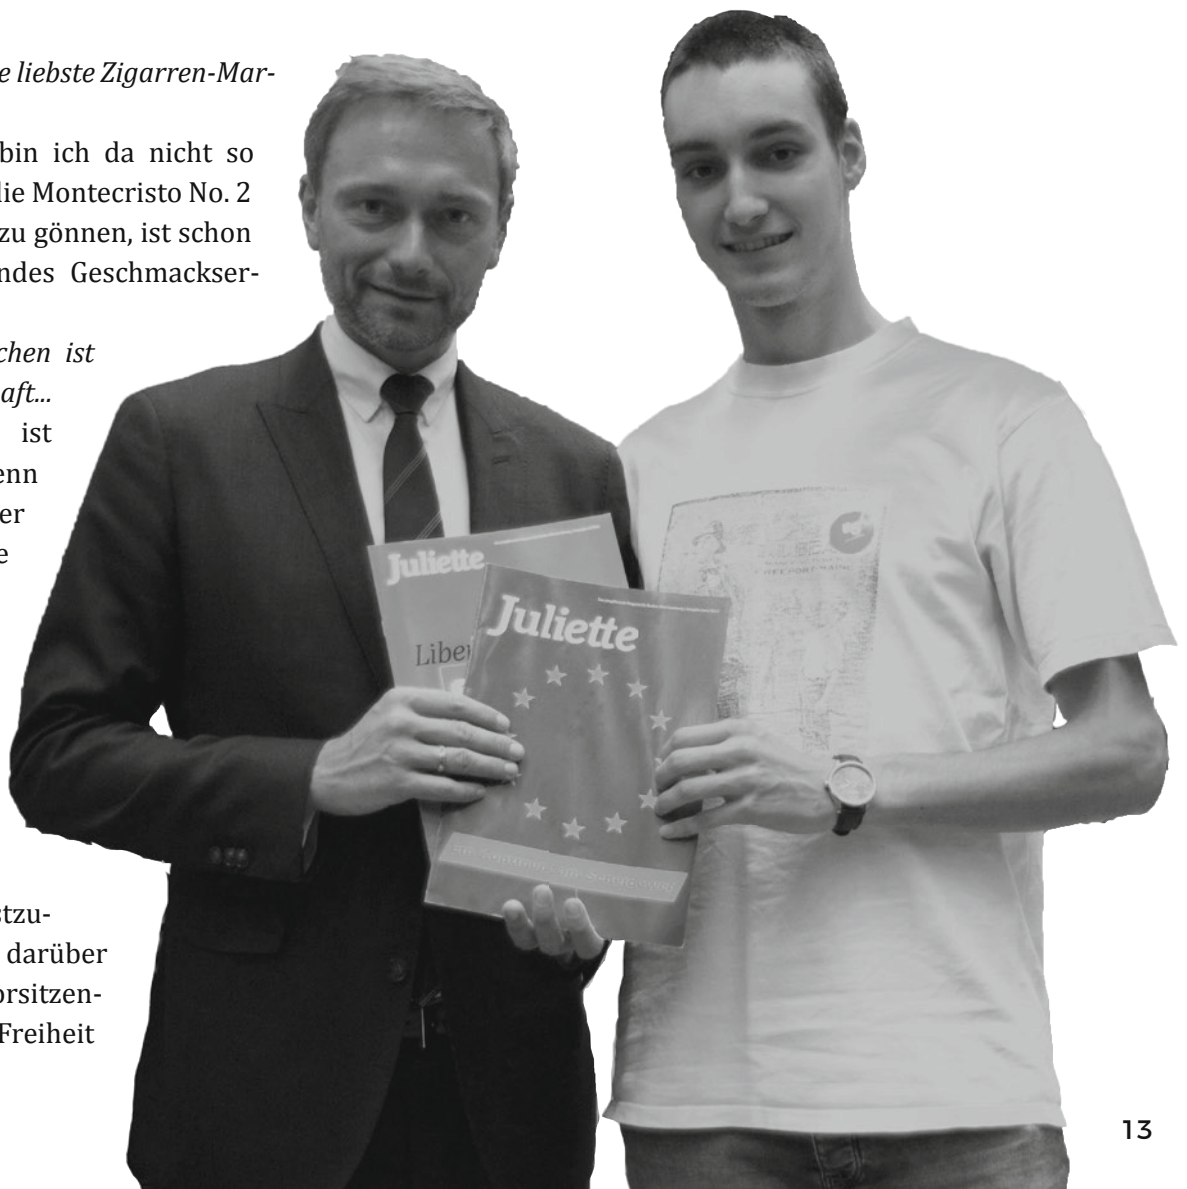 e liebste Zigarren-Mar-
bin ich da nicht so
die Montecristo No. 2
zu gönnen, ist schon
ndes Geschmackser-
chen ist
aft...
ist
enn
er
e
Juliette
Juliette
Liber
stzu-
darüber
orsitzen-
Freiheit
13